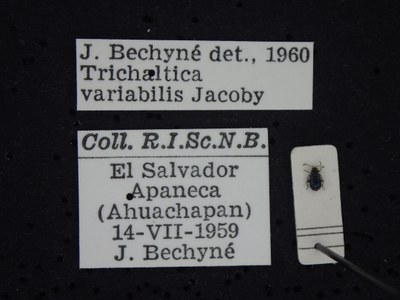 J. Bechyné det., 1960
Trichaltica
variabilis Jacoby
Coll. R.I.Sc.N.B.
El Salvador
Apaneca
(Ahuachapan)
14-VII-1959
J. Bechyné